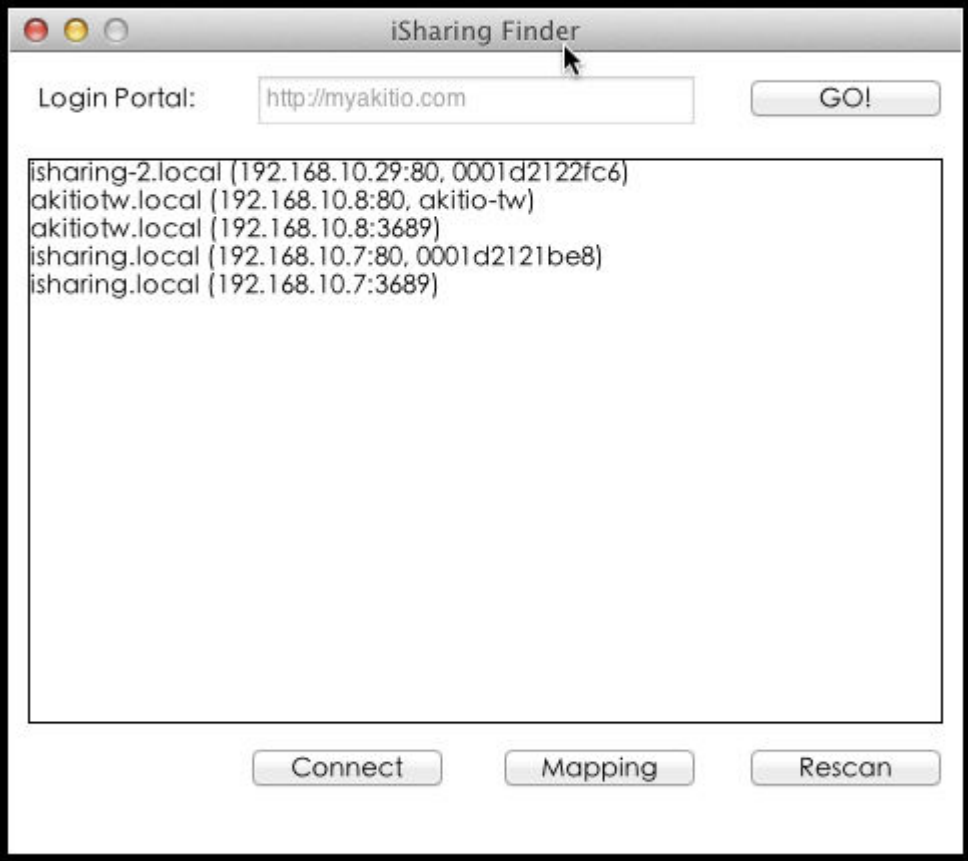 iSharing Finder
Login Portal: http://myakitio.com GO!
isharing-2.local (192.168.10.29:80, 0001d2122fc6)
akitiotw.local (192.168.10.8:80, akitio-tw)
akitiotw.local (192.168.10.8:3689)
isharing.local (192.168.10.7:80, 0001d2121be8)
isharing.local (192.168.10.7:3689)
Connect Mapping Rescan